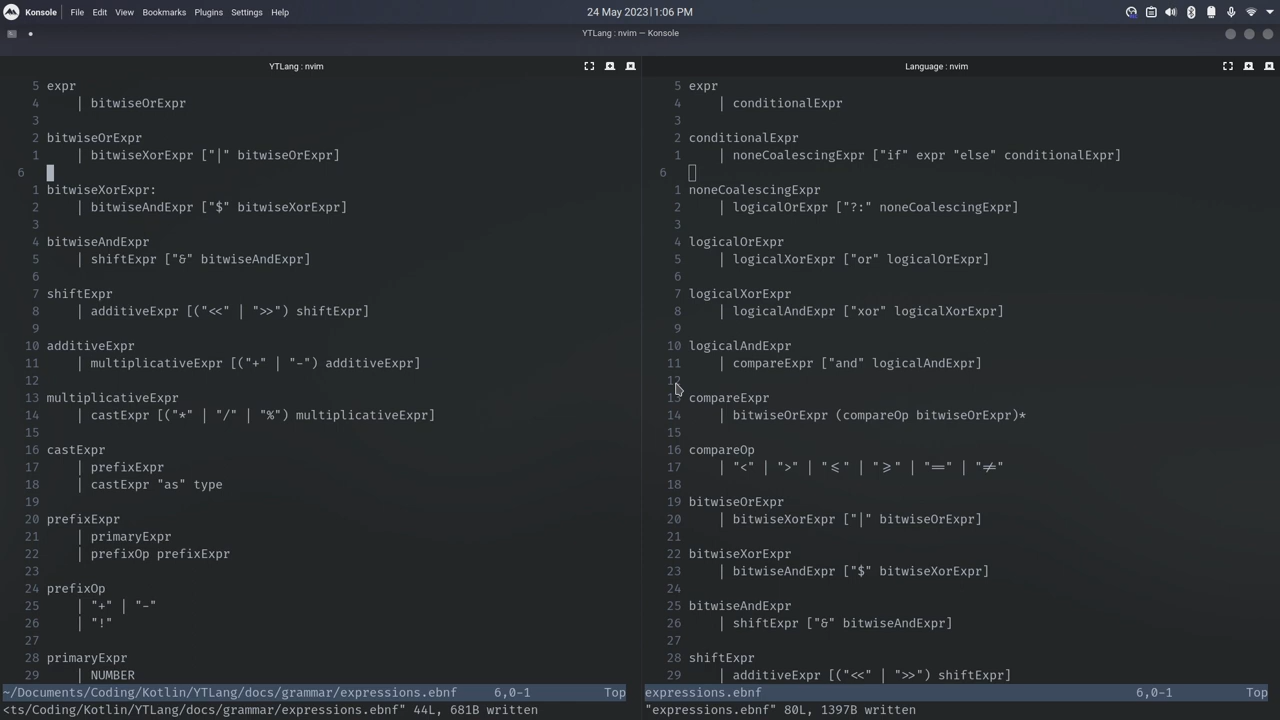 Konsole File Edit View Bookmarks Plugins Settings Help 24 May 2023 | 1:06 PM
YTLang : nvim — Konsole
YTLang : nvim
5 expr
4 | bitwiseOrExpr
3
2 bitwiseOrExpr
1 | bitwiseXorExpr ["|" bitwiseOrExpr]
6
1 bitwiseXorExpr:
2 | bitwiseAndExpr ["$" bitwiseXorExpr]
3
4 bitwiseAndExpr
5 | shiftExpr ["&" bitwiseAndExpr]
6
7 shiftExpr
8 | additiveExpr [("<<" | ">>") shiftExpr]
9
10 additiveExpr
11 | multiplicativeExpr [("+" | "-") additiveExpr]
12
13 multiplicativeExpr
14 | castExpr [("*" | "/" | "%") multiplicativeExpr]
15
16 castExpr
17 | prefixExpr
18 | castExpr "as" type
19
20 prefixExpr
21 | primaryExpr
22 | prefixOp prefixExpr
23
24 prefixOp
25 | "+" | "-"
26 | "!"
27
28 primaryExpr
29 | NUMBER
~/Documents/Coding/Kotlin/YTLang/docs/grammar/expressions.ebnf 6,0-1 Top
<ts/Coding/Kotlin/YTLang/docs/grammar/expressions.ebnf" 44L, 681B written
Language : nvim
5 expr
4 | conditionalExpr
3
2 conditionalExpr
1 | noneCoalescingExpr ["if" expr "else" conditionalExpr]
6
1 noneCoalescingExpr
2 | logicalOrExpr ["?:" noneCoalescingExpr]
3
4 logicalOrExpr
5 | logicalXorExpr ["or" logicalOrExpr]
6
7 logicalXorExpr
8 | logicalAndExpr ["xor" logicalXorExpr]
9
10 logicalAndExpr
11 | compareExpr ["and" logicalAndExpr]
12
13 compareExpr
14 | bitwiseOrExpr (compareOp bitwiseOrExpr)*
15
16 compareOp
17 | "<" | ">" | "⩽" | "⩾" | "==" | "≠"
18
19 bitwiseOrExpr
20 | bitwiseXorExpr ["|" bitwiseOrExpr]
21
22 bitwiseXorExpr
23 | bitwiseAndExpr ["$" bitwiseXorExpr]
24
25 bitwiseAndExpr
26 | shiftExpr ["&" bitwiseAndExpr]
27
28 shiftExpr
29 | additiveExpr [("<<" | ">>") shiftExpr]
expressions.ebnf 6,0-1 Top
"expressions.ebnf" 80L, 1397B written